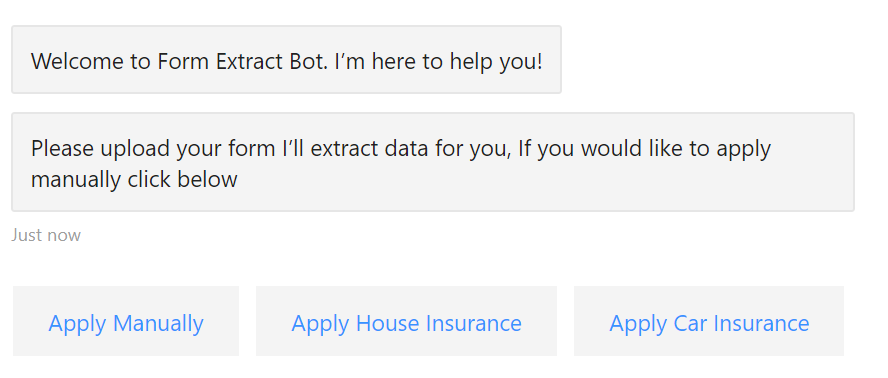 Welcome to Form Extract Bot. I’m here to help you!
Please upload your form I’ll extract data for you, If you would like to apply
manually click below
Just now
Apply Manually
Apply House Insurance
Apply Car Insurance